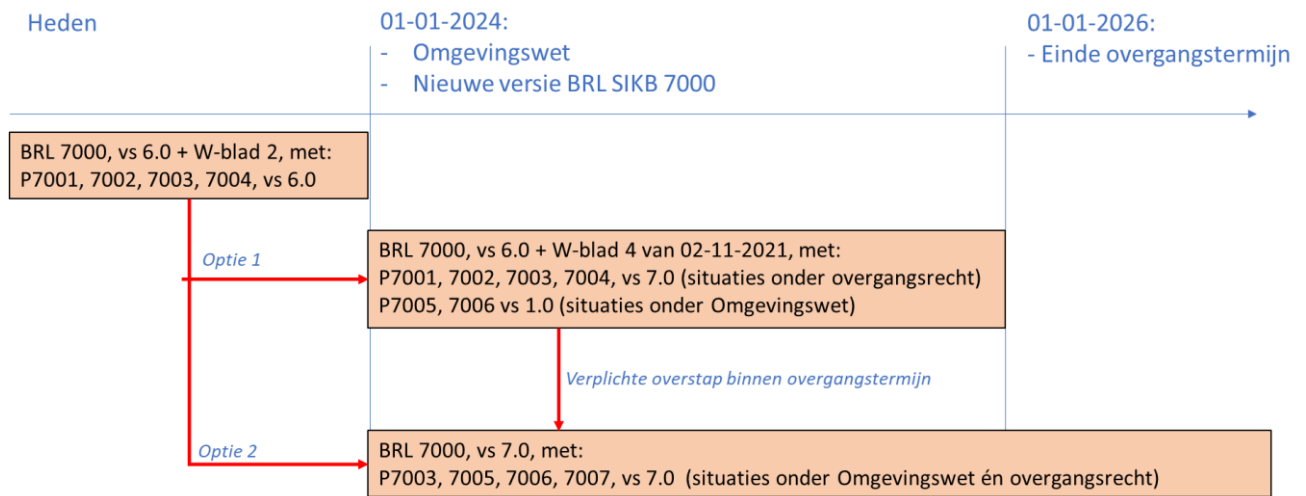 Heden
01-01-2024:
- Omgevingswet
- Nieuwe versie BRL SIKB 7000
01-01-2026:
- Einde overgangstermijn
BRL 7000, vs 6.0 + W-blad 2, met:
P7001, 7002, 7003, 7004, vs 6.0
Optie 1
BRL 7000, vs 6.0 + W-blad 4 van 02-11-2021, met:
P7001, 7002, 7003, 7004, vs 7.0 (situaties onder overgangsrecht)
P7005, 7006 vs 1.0 (situaties onder Omgevingswet)
Verplichte overstap binnen overgangstermijn
Optie 2
BRL 7000, vs 7.0, met:
P7003, 7005, 7006, 7007, vs 7.0 (situaties onder Omgevingswet én overgangsrecht)